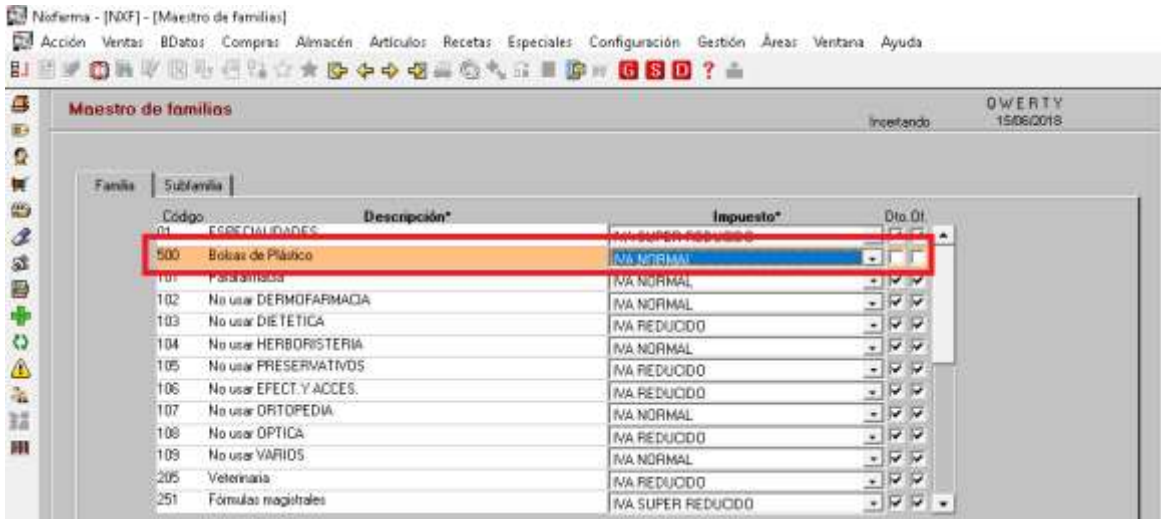 Nixfarma - [NXF] - [Maestro de familias]
Acción Ventas BDatos Compras Almacén Artículos Recetas Especiales Configuración Gestión Áreas Ventana Ayuda
G S D ?
Maestro de familias
Insertando
QWERTY
15/06/2018
Familia Subfamilia
Código Descripción* Impuesto* Dto. Of.
01 ESPECIALIDADES IVA SUPER REDUCIDO
500 Bolsas de Plástico IVA NORMAL
101 Parafarmacia IVA NORMAL
102 No usar DERMOFARMACIA IVA NORMAL
103 No usar DIETETICA IVA REDUCIDO
104 No usar HERBORISTERIA IVA NORMAL
105 No usar PRESERVATIVOS IVA REDUCIDO
106 No usar EFECT.Y ACCES. IVA REDUCIDO
107 No usar ORTOPEDIA IVA NORMAL
108 No usar OPTICA IVA REDUCIDO
109 No usar VARIOS IVA NORMAL
205 Veterinaria IVA REDUCIDO
251 Fórmulas magistrales IVA SUPER REDUCIDO